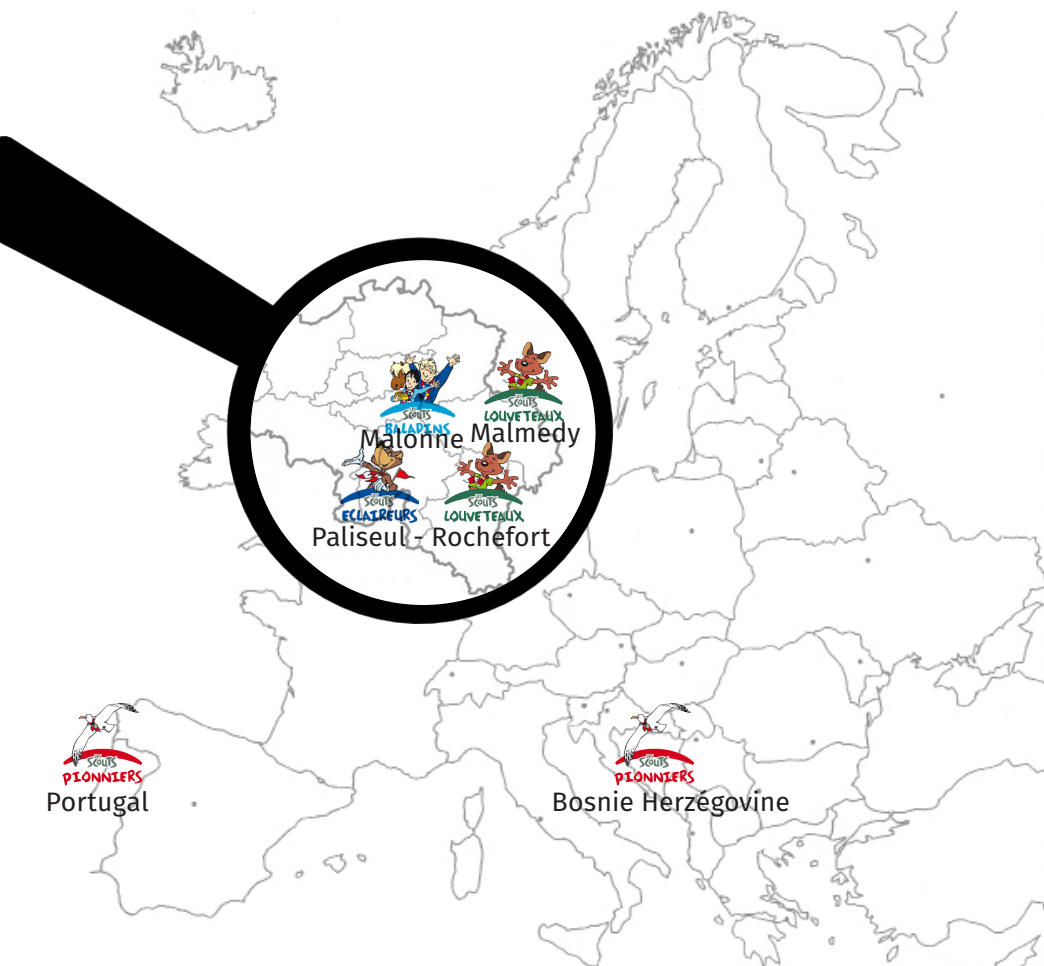 LES
SCOUTS
BALADINS
Malonne
LES
SCOUTS
LOUVETEAUX
Malmedy
LES
SCOUTS
ECLAIREURS
LES
SCOUTS
LOUVETEAUX
Paliseul - Rochefort
LES
SCOUTS
PIONNIERS
Portugal
LES
SCOUTS
PIONNIERS
Bosnie Herzégovine